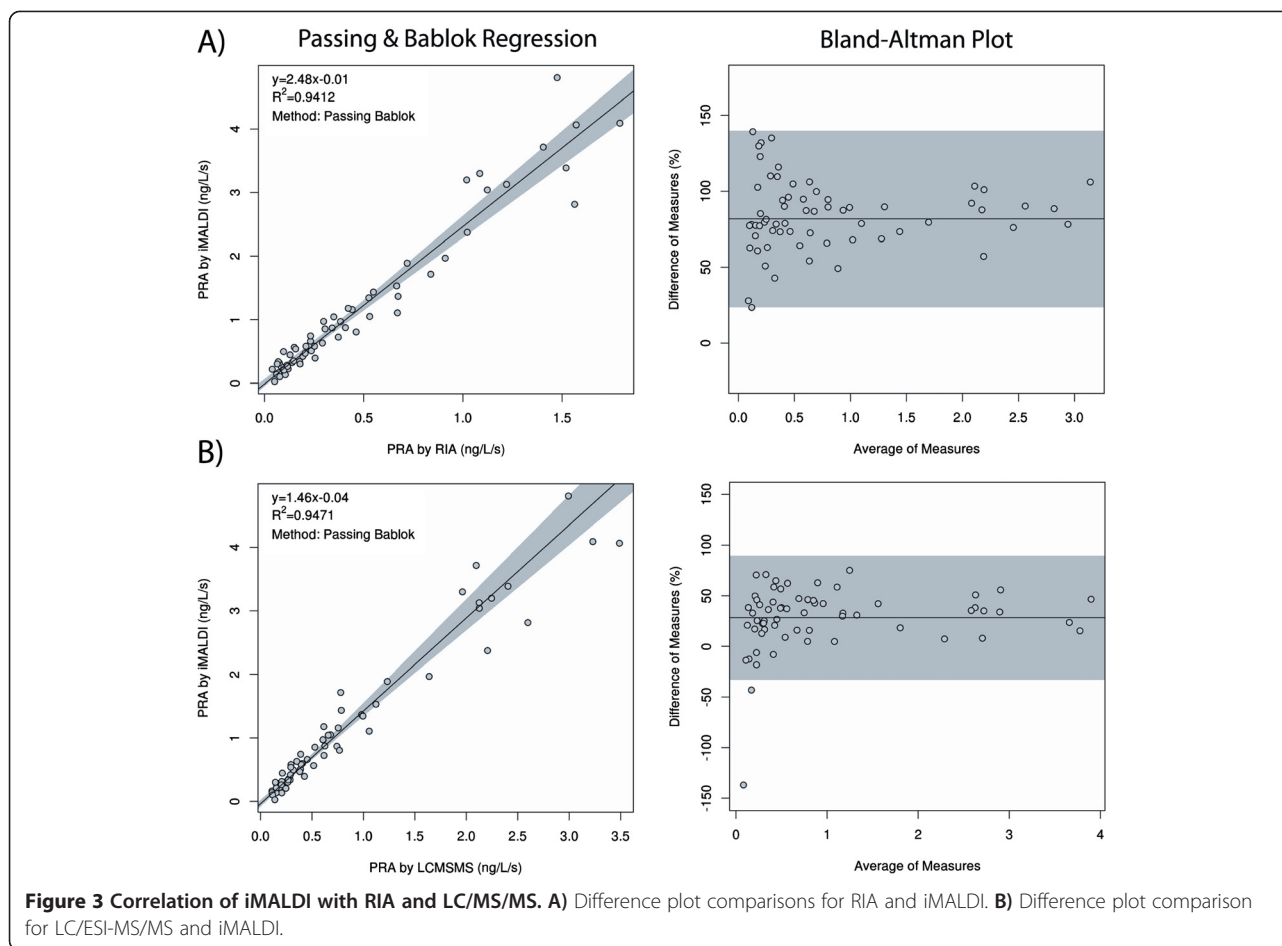 A)
Passing & Bablok Regression
Bland-Altman Plot
y=2.48x-0.01
R²=0.9412
Method: Passing Bablok
PRA by iMALDI (ng/L/s)
0 1 2 3 4
0.0 0.5 1.0 1.5
PRA by RIA (ng/L/s)
Difference of Measures (%)
0 50 100 150
0.0 0.5 1.0 1.5 2.0 2.5 3.0
Average of Measures
B)
y=1.46x-0.04
R²=0.9471
Method: Passing Bablok
PRA by iMALDI (ng/L/s)
0 1 2 3 4
0.0 0.5 1.0 1.5 2.0 2.5 3.0 3.5
PRA by LCMSMS (ng/L/s)
Difference of Measures (%)
-150 -100 -50 0 50 100 150
0 1 2 3 4
Average of Measures
Figure 3 Correlation of iMALDI with RIA and LC/MS/MS. A) Difference plot comparisons for RIA and iMALDI. B) Difference plot comparison
for LC/ESI-MS/MS and iMALDI.